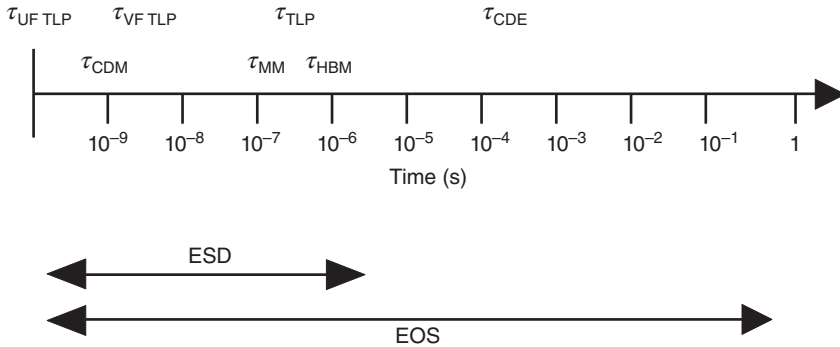 τUF TLP τVF TLP τTLP τCDE
τCDM τMM τHBM
10⁻⁹ 10⁻⁸ 10⁻⁷ 10⁻⁶ 10⁻⁵ 10⁻⁴ 10⁻³ 10⁻² 10⁻¹ 1
Time (s)
ESD
EOS